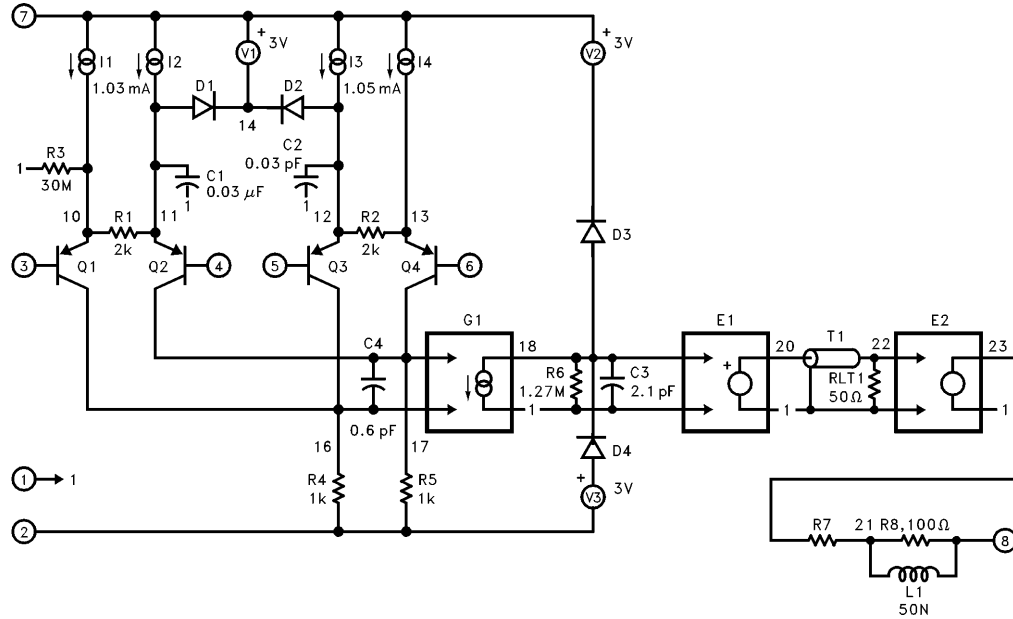 7
+
3V
V1
+
3V
V2
I1
I2
I3
I4
1.03 mA
D1
D2
1.05 mA
14
R3
1
30M
C1
0.03 μF
1
C2
0.03 pF
1
10
R1
11
2k
12
R2
13
2k
D3
3
Q1
Q2
4
5
Q3
Q4
6
G1
E1
T1
E2
C4
18
20
22
23
R6
1.27M
C3
2.1 pF
+
RLT1
50Ω
0.6 pF
1
1
1
16
17
D4
1
1
R4
1k
R5
1k
+
3V
V3
2
R7
21
R8,100Ω
8
L1
50N